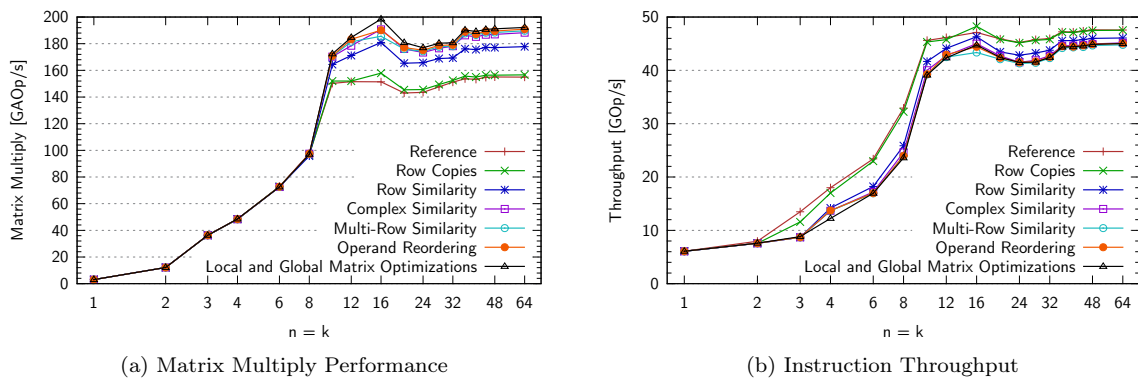 Matrix Multiply [GAOp/s]
200
180
160
140
120
100
80
60
40
20
0
Reference
Row Copies
Row Similarity
Complex Similarity
Multi-Row Similarity
Operand Reordering
Local and Global Matrix Optimizations
1 2 3 4 6 8 12 16 24 32 48 64
n = k
(a) Matrix Multiply Performance
Throughput [GOp/s]
50
40
30
20
10
0
Reference
Row Copies
Row Similarity
Complex Similarity
Multi-Row Similarity
Operand Reordering
Local and Global Matrix Optimizations
1 2 3 4 6 8 12 16 24 32 48 64
n = k
(b) Instruction Throughput